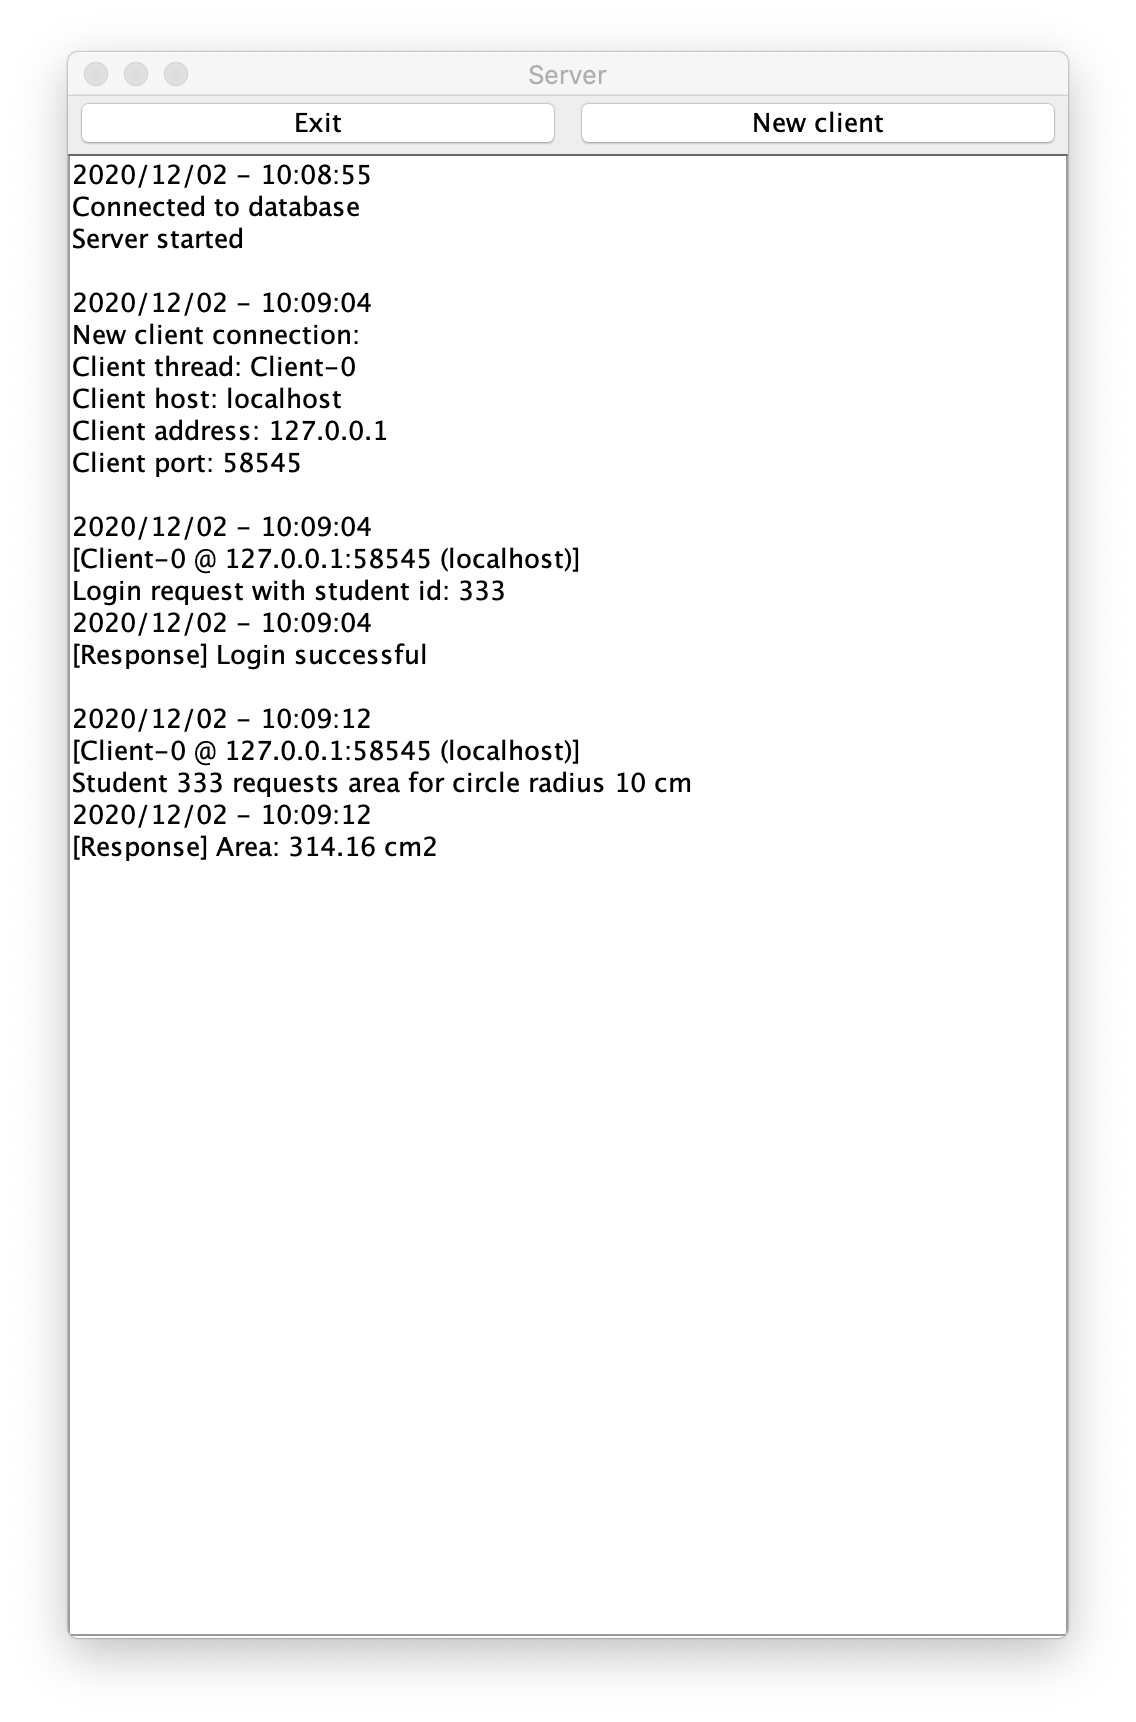 Server
Exit
New client
2020/12/02 - 10:08:55
Connected to database
Server started
2020/12/02 - 10:09:04
New client connection:
Client thread: Client-0
Client host: localhost
Client address: 127.0.0.1
Client port: 58545
2020/12/02 - 10:09:04
[Client-0 @ 127.0.0.1:58545 (localhost)]
Login request with student id: 333
2020/12/02 - 10:09:04
[Response] Login successful
2020/12/02 - 10:09:12
[Client-0 @ 127.0.0.1:58545 (localhost)]
Student 333 requests area for circle radius 10 cm
2020/12/02 - 10:09:12
[Response] Area: 314.16 cm2